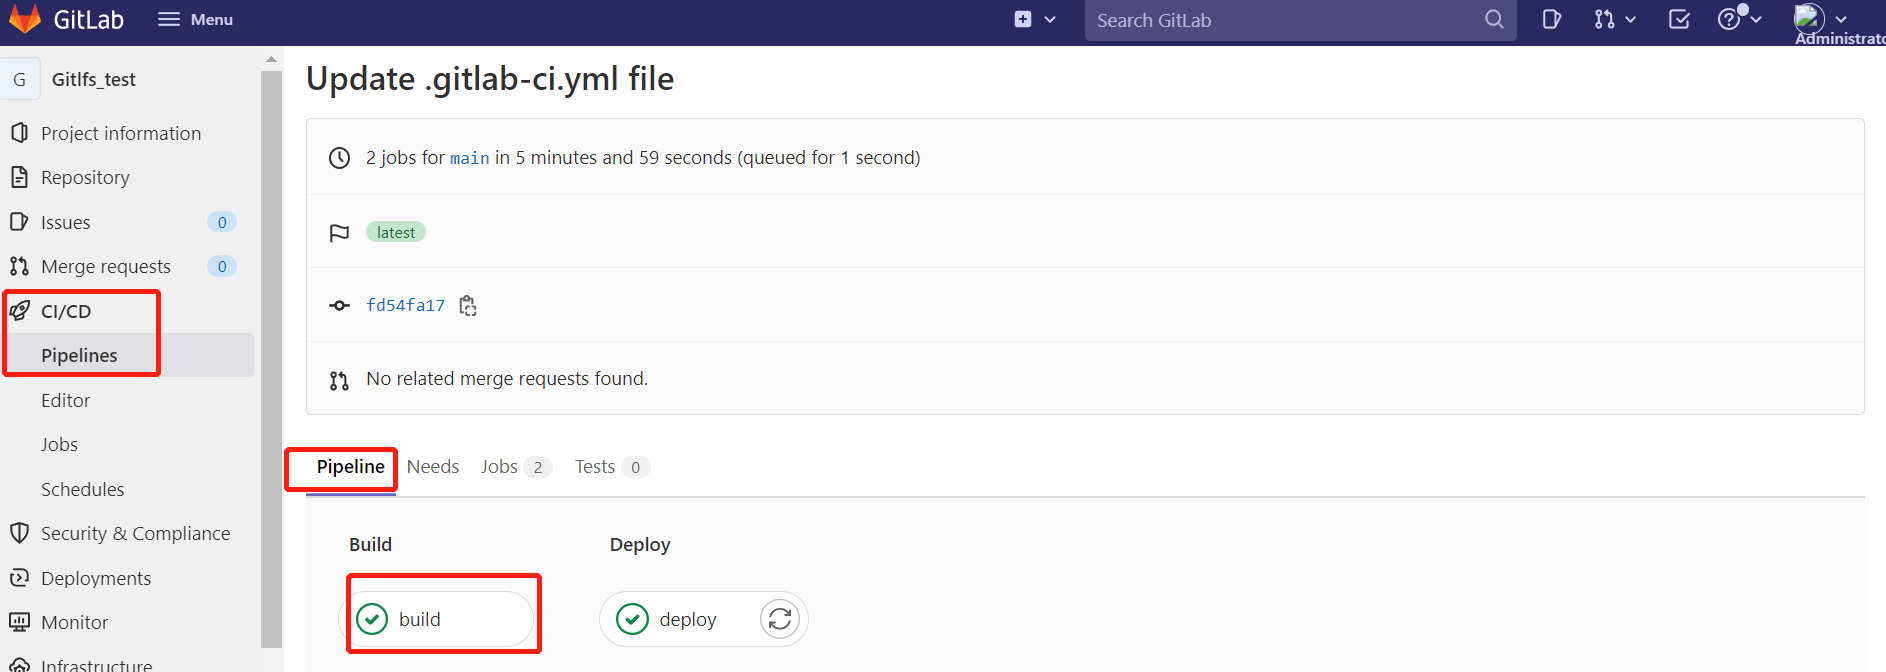 GitLab Menu Search GitLab
Administrato
G Gitlfs_test
Project information
Repository
Issues 0
Merge requests 0
CI/CD
Pipelines
Editor
Jobs
Schedules
Security & Compliance
Deployments
Monitor
Infrastructure
Update .gitlab-ci.yml file
2 jobs for main in 5 minutes and 59 seconds (queued for 1 second)
latest
fd54fa17
No related merge requests found.
Pipeline Needs Jobs 2 Tests 0
Build Deploy
build deploy